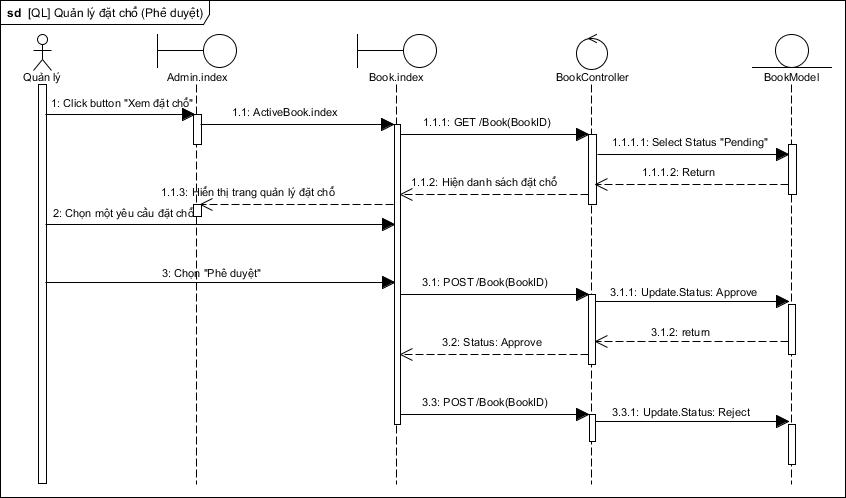 sd [QL] Quản lý đặt chỗ (Phê duyệt)
Quản lý
Admin.index
Book.index
BookController
BookModel
1: Click button "Xem đặt chỗ"
1.1: ActiveBook.index
1.1.1: GET /Book(BookID)
1.1.1.1: Select Status "Pending"
1.1.1.2: Return
1.1.2: Hiện danh sách đặt chỗ
1.1.3: Hiển thị trang quản lý đặt chỗ
2: Chọn một yêu cầu đặt chỗ
3: Chọn "Phê duyệt"
3.1: POST /Book(BookID)
3.1.1: Update.Status: Approve
3.1.2: return
3.2: Status: Approve
3.3: POST /Book(BookID)
3.3.1: Update.Status: Reject